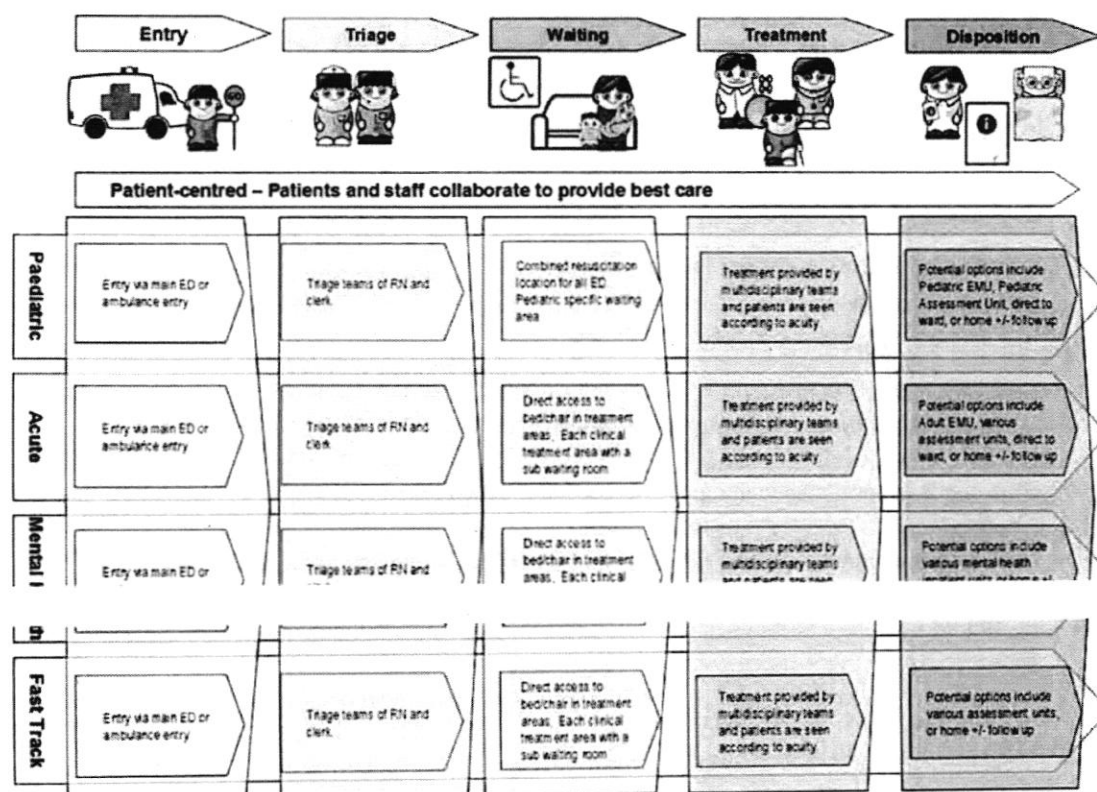 Entry
Triage
Waiting
Treatment
Disposition
Patient-centred – Patients and staff collaborate to provide best care
Paediatric
Entry via main ED or
ambulance entry
Triage teams of RN and
clerk
Combined resuscitation
location for all ED.
Pediatric specific waiting
area
Treatment provided by
multidisciplinary teams
and patients are seen
according to acuity
Potential options include
Pediatric EMU, Pediatric
Assessment Unit, direct to
ward, or home +/- follow up
Acute
Entry via main ED or
ambulance entry
Triage teams of RN and
clerk
Direct access to
bed/chair in treatment
areas. Each clinical
treatment area with a
sub waiting room
Treatment provided by
multidisciplinary teams
and patients are seen
according to acuity
Potential options include
Adult EMU, various
assessment units, direct to
ward, or home +/- follow up
Mental
Entry via main ED or
Triage teams of RN and
Direct access to
bed/chair in treatment
areas. Each clinical
Treatment provided by
multidisciplinary teams
and patients are seen
Potential options include
various mental health
inpatient units or home +/-
th
Fast Track
Entry via main ED or
ambulance entry
Triage teams of RN and
clerk
Direct access to
bed/chair in treatment
areas. Each clinical
treatment area with a
sub waiting room
Treatment provided by
multidisciplinary teams
and patients are seen
according to acuity
Potential options include
various assessment units,
or home +/- follow up